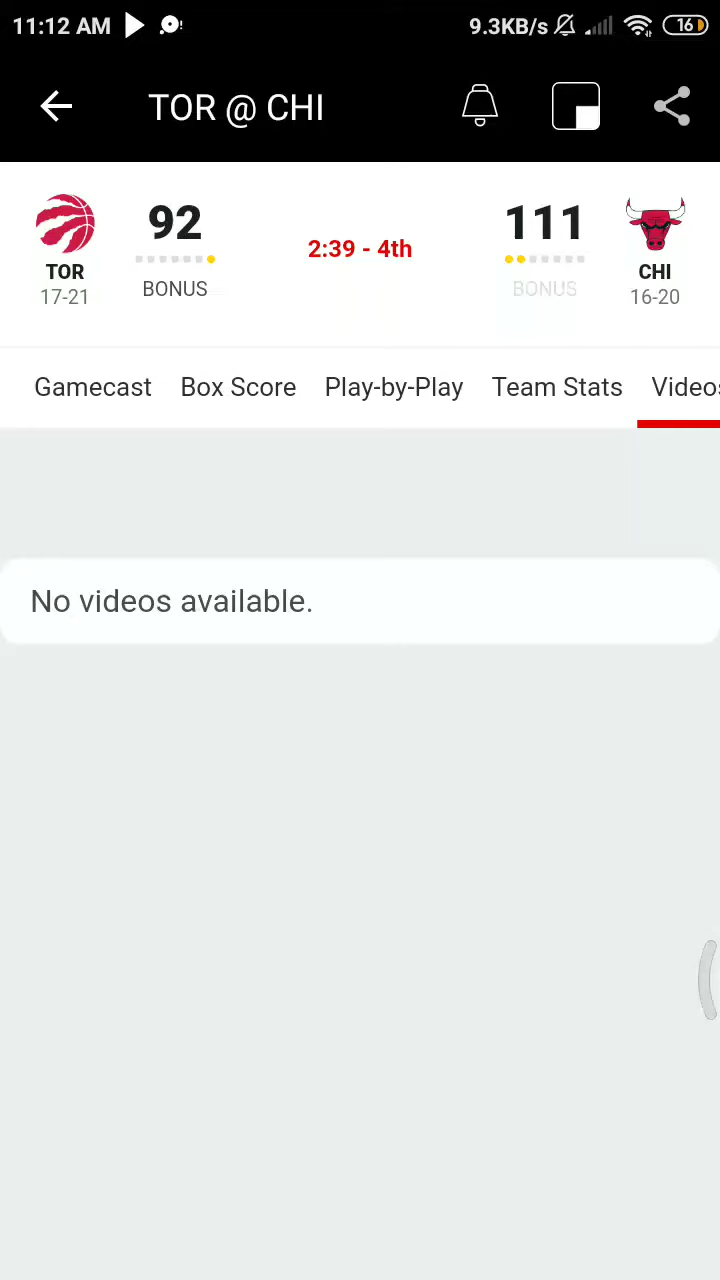 11:12 AM 9.3KB/s 16
TOR @ CHI
92 111
2:39 - 4th
TOR BONUS BONUS CHI
17-21 16-20
Gamecast Box Score Play-by-Play Team Stats Videos
No videos available.